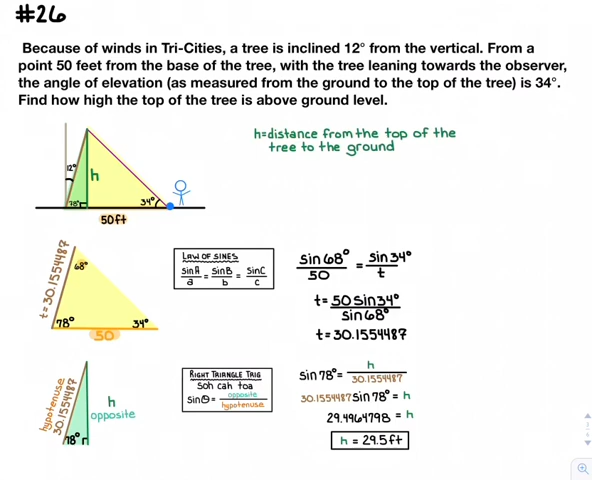 #26
Because of winds in Tri-Cities, a tree is inclined 12° from the vertical. From a
point 50 feet from the base of the tree, with the tree leaning towards the observer,
the angle of elevation (as measured from the ground to the top of the tree) is 34°.
Find how high the top of the tree is above ground level.
h=distance from the top of the
tree to the ground
12°
h
78°
34°
50ft
t=30.1554487
68°
78°
34°
50
LAW OF SINES
sinA/a = sinB/b = sinC/c
sin68°/50 = sin34°/t
t=50sin34°/sin68°
t=30.1554487
hypotenuse
30.1554487
h
opposite
78°
RIGHT TRIANGLE TRIG
Soh cah toa
sinθ=opposite/hypotenuse
sin78°=h/30.1554487
30.1554487sin78°=h
29.4964798=h
h = 29.5ft